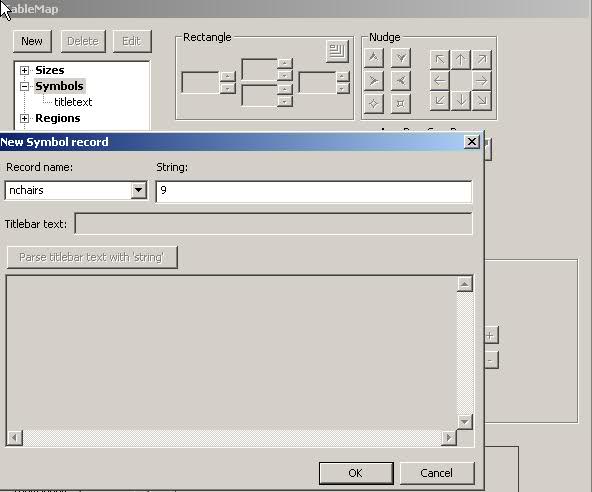 TableMap
New Delete Edit Rectangle Nudge
Sizes
Symbols
titletext
Regions
New Symbol record
Record name: String:
nchairs 9
Titlebar text:
Parse titlebar text with 'string'
+
-
OK Cancel